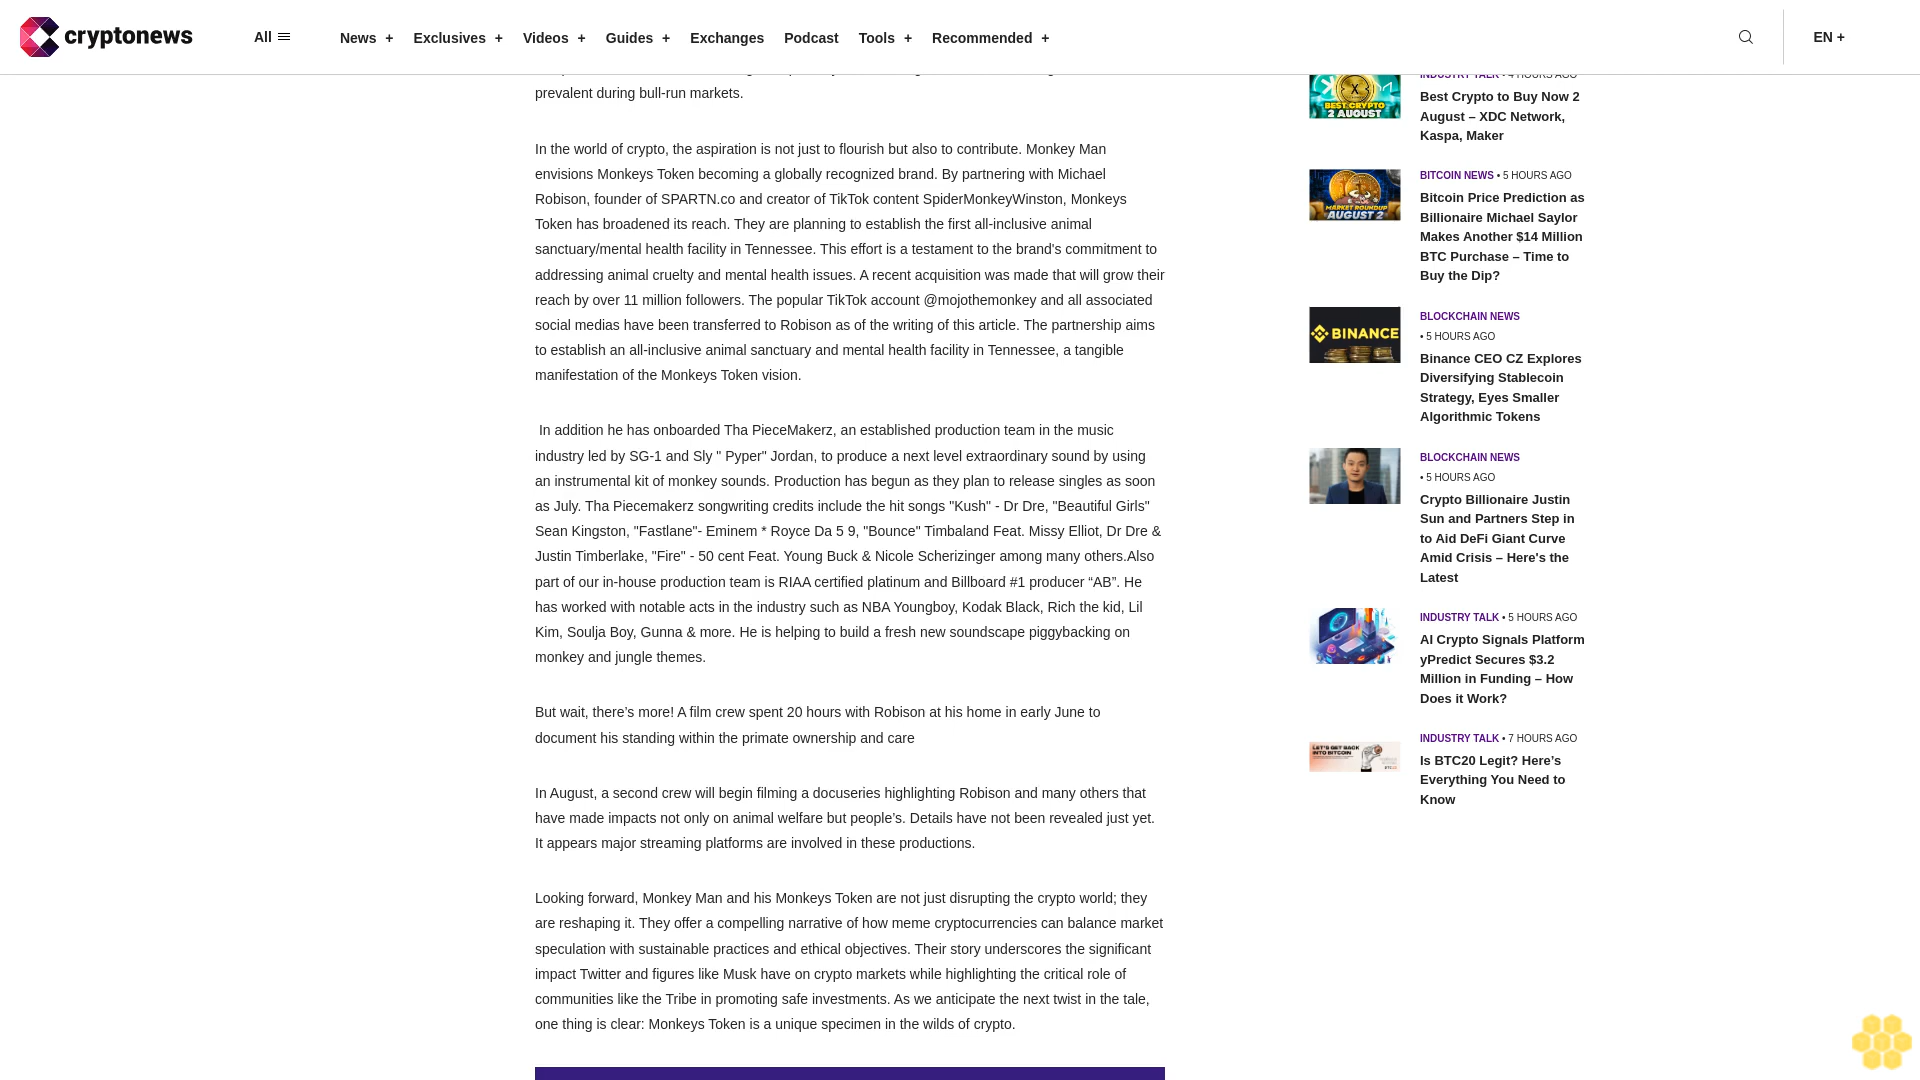 cryptonews
All
News +
Exclusives +
Videos +
Guides +
Exchanges
Podcast
Tools +
Recommended +
EN +
prevalent during bull-run markets.
In the world of crypto, the aspiration is not just to flourish but also to contribute. Monkey Man
envisions Monkeys Token becoming a globally recognized brand. By partnering with Michael
Robison, founder of SPARTN.co and creator of TikTok content SpiderMonkeyWinston, Monkeys
Token has broadened its reach. They are planning to establish the first all-inclusive animal
sanctuary/mental health facility in Tennessee. This effort is a testament to the brand's commitment to
addressing animal cruelty and mental health issues. A recent acquisition was made that will grow their
reach by over 11 million followers. The popular TikTok account @mojothemonkey and all associated
social medias have been transferred to Robison as of the writing of this article. The partnership aims
to establish an all-inclusive animal sanctuary and mental health facility in Tennessee, a tangible
manifestation of the Monkeys Token vision.
In addition he has onboarded Tha PieceMakerz, an established production team in the music
industry led by SG-1 and Sly " Pyper" Jordan, to produce a next level extraordinary sound by using
an instrumental kit of monkey sounds. Production has begun as they plan to release singles as soon
as July. Tha Piecemakerz songwriting credits include the hit songs "Kush" - Dr Dre, "Beautiful Girls"
Sean Kingston, "Fastlane"- Eminem * Royce Da 5 9, "Bounce" Timbaland Feat. Missy Elliot, Dr Dre &
Justin Timberlake, "Fire" - 50 cent Feat. Young Buck & Nicole Scherizinger among many others.Also
part of our in-house production team is RIAA certified platinum and Billboard #1 producer “AB”. He
has worked with notable acts in the industry such as NBA Youngboy, Kodak Black, Rich the kid, Lil
Kim, Soulja Boy, Gunna & more. He is helping to build a fresh new soundscape piggybacking on
monkey and jungle themes.
But wait, there’s more! A film crew spent 20 hours with Robison at his home in early June to
document his standing within the primate ownership and care
In August, a second crew will begin filming a docuseries highlighting Robison and many others that
have made impacts not only on animal welfare but people’s. Details have not been revealed just yet.
It appears major streaming platforms are involved in these productions.
Looking forward, Monkey Man and his Monkeys Token are not just disrupting the crypto world; they
are reshaping it. They offer a compelling narrative of how meme cryptocurrencies can balance market
speculation with sustainable practices and ethical objectives. Their story underscores the significant
impact Twitter and figures like Musk have on crypto markets while highlighting the critical role of
communities like the Tribe in promoting safe investments. As we anticipate the next twist in the tale,
one thing is clear: Monkeys Token is a unique specimen in the wilds of crypto.
INDUSTRY TALK • 4 HOURS AGO
BEST CRYPTO
2 AUGUST
Best Crypto to Buy Now 2
August – XDC Network,
Kaspa, Maker
MARKET ROUNDUP
AUGUST 2
BITCOIN NEWS • 5 HOURS AGO
Bitcoin Price Prediction as
Billionaire Michael Saylor
Makes Another $14 Million
BTC Purchase – Time to
Buy the Dip?
BINANCE
BLOCKCHAIN NEWS
• 5 HOURS AGO
Binance CEO CZ Explores
Diversifying Stablecoin
Strategy, Eyes Smaller
Algorithmic Tokens
BLOCKCHAIN NEWS
• 5 HOURS AGO
Crypto Billionaire Justin
Sun and Partners Step in
to Aid DeFi Giant Curve
Amid Crisis – Here's the
Latest
INDUSTRY TALK • 5 HOURS AGO
AI Crypto Signals Platform
yPredict Secures $3.2
Million in Funding – How
Does it Work?
LET'S GET BACK
INTO BITCOIN
INDUSTRY TALK • 7 HOURS AGO
Is BTC20 Legit? Here’s
Everything You Need to
Know